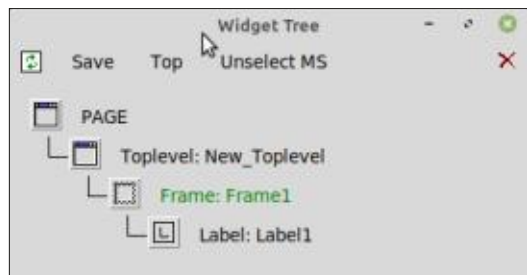 Widget Tree
Save Top Unselect MS
PAGE
Toplevel: New_Toplevel
Frame: Frame1
L Label: Label1